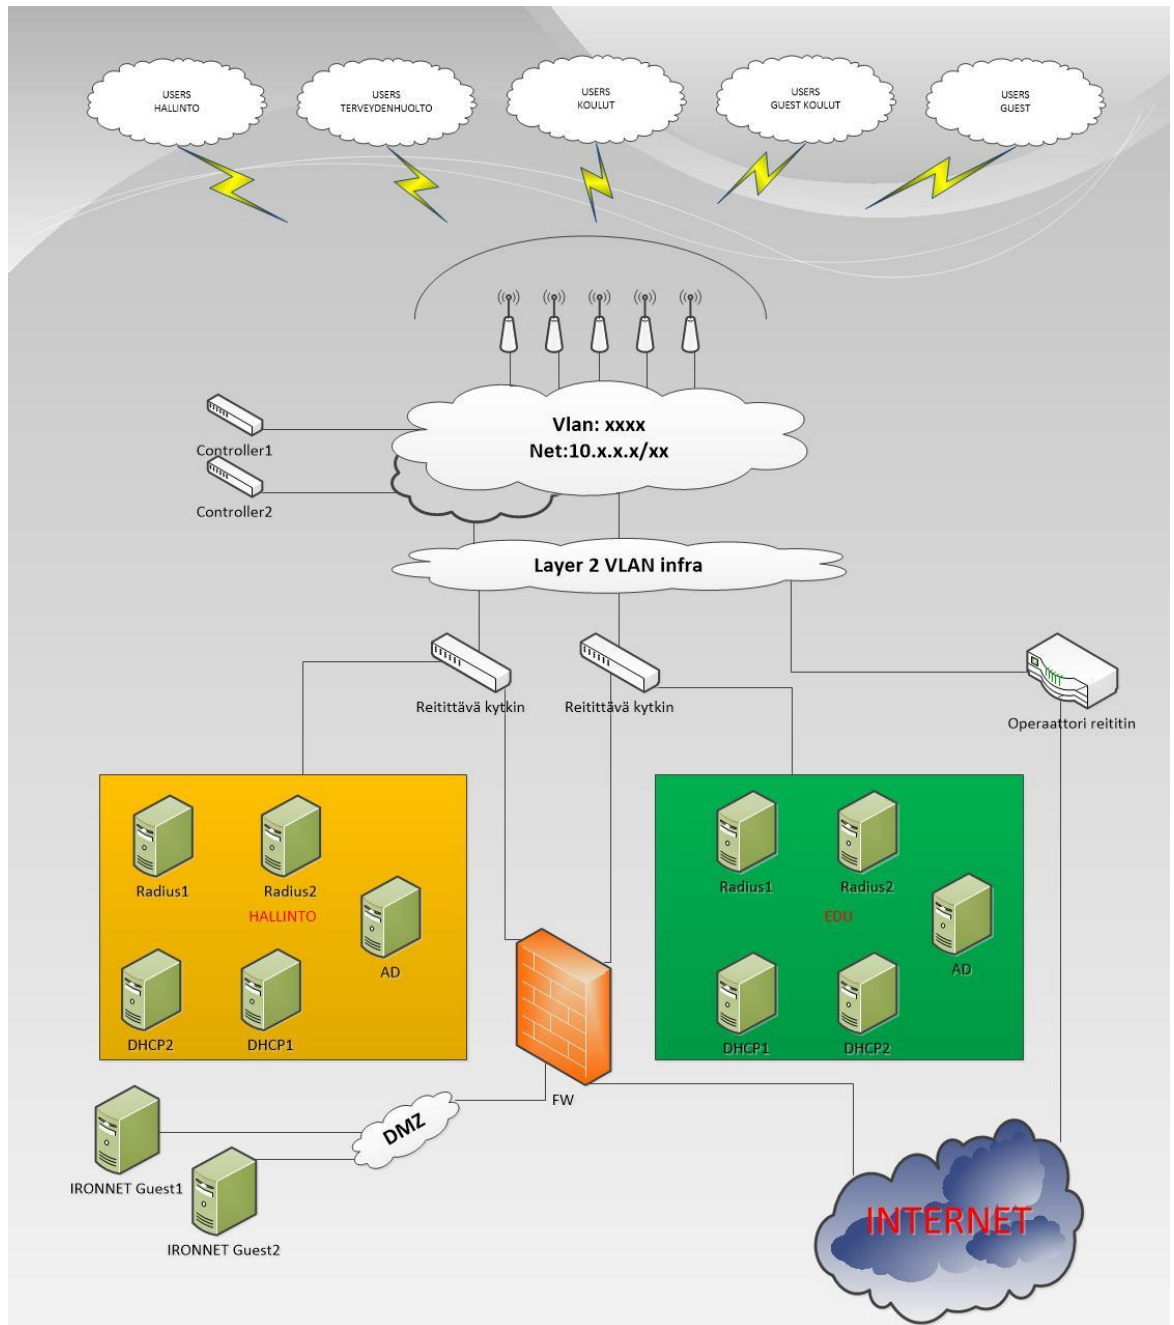 USERS
HALLINTO
USERS
TERVEYDENHUOLTO
USERS
KOULUT
USERS
GUEST KOULUT
USERS
GUEST
Vlan: xxxx
Net:10.x.x.x/xx
Controller1
Controller2
Layer 2 VLAN infra
Reitittävä kytkin
Reitittävä kytkin
Operaattori reititin
Radius1
Radius2
HALLINTO
AD
DHCP2
DHCP1
Radius1
Radius2
EDU
AD
DHCP1
DHCP2
FW
DMZ
IRONNET Guest1
IRONNET Guest2
INTERNET